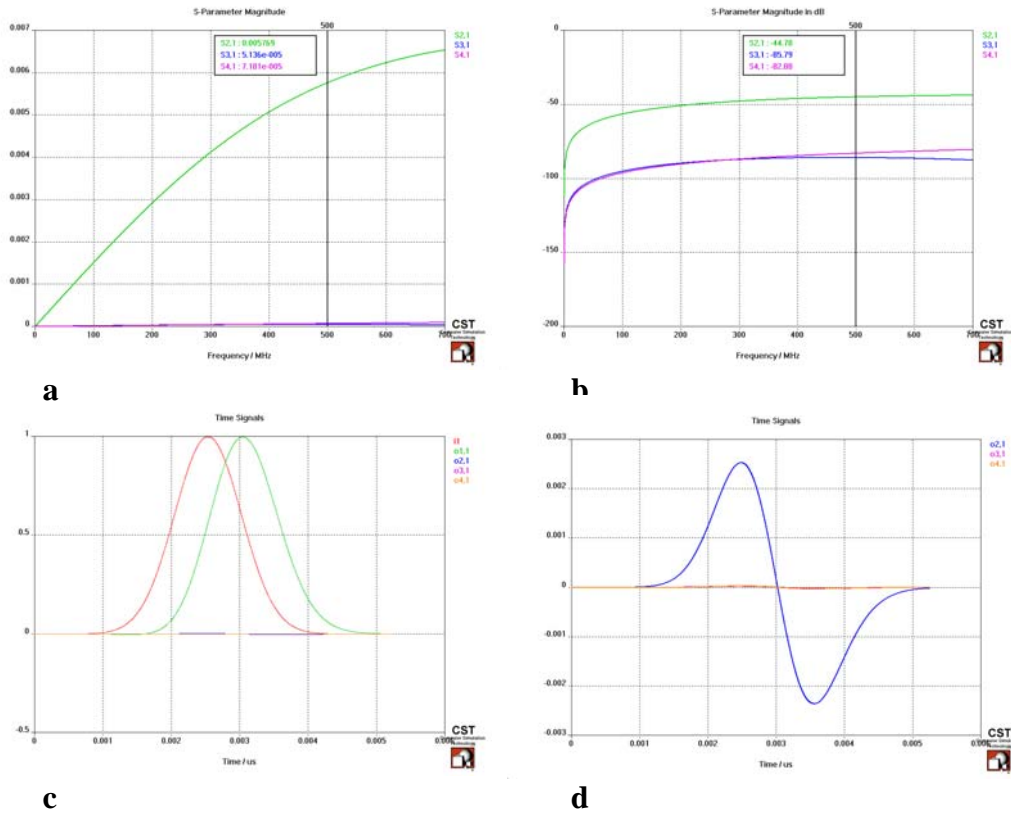 S-Parameter Magnitude
500
0.007
0.006
0.005
0.004
0.003
0.002
0.001
0
S2,1 : 0.005769
S3,1 : 5.136e-005
S4,1 : 7.181e-005
S2,1
S3,1
S4,1
0 100 200 300 400 500 600
Frequency / MHz
CST
a
S-Parameter Magnitude in dB
500
0
-50
-100
-150
-200
S2,1 : -44.78
S3,1 : -85.79
S4,1 : -82.88
S2,1
S3,1
S4,1
0 100 200 300 400 500 600
Frequency / MHz
CST
b
Time Signals
1
0.5
0
-0.5
i1
o1,1
o2,1
o3,1
o4,1
0 0.001 0.002 0.003 0.004 0.005
Time / us
CST
c
Time Signals
0.003
0.002
0.001
0
-0.001
-0.002
-0.003
o2,1
o3,1
o4,1
0 0.001 0.002 0.003 0.004 0.005
Time / us
CST
d